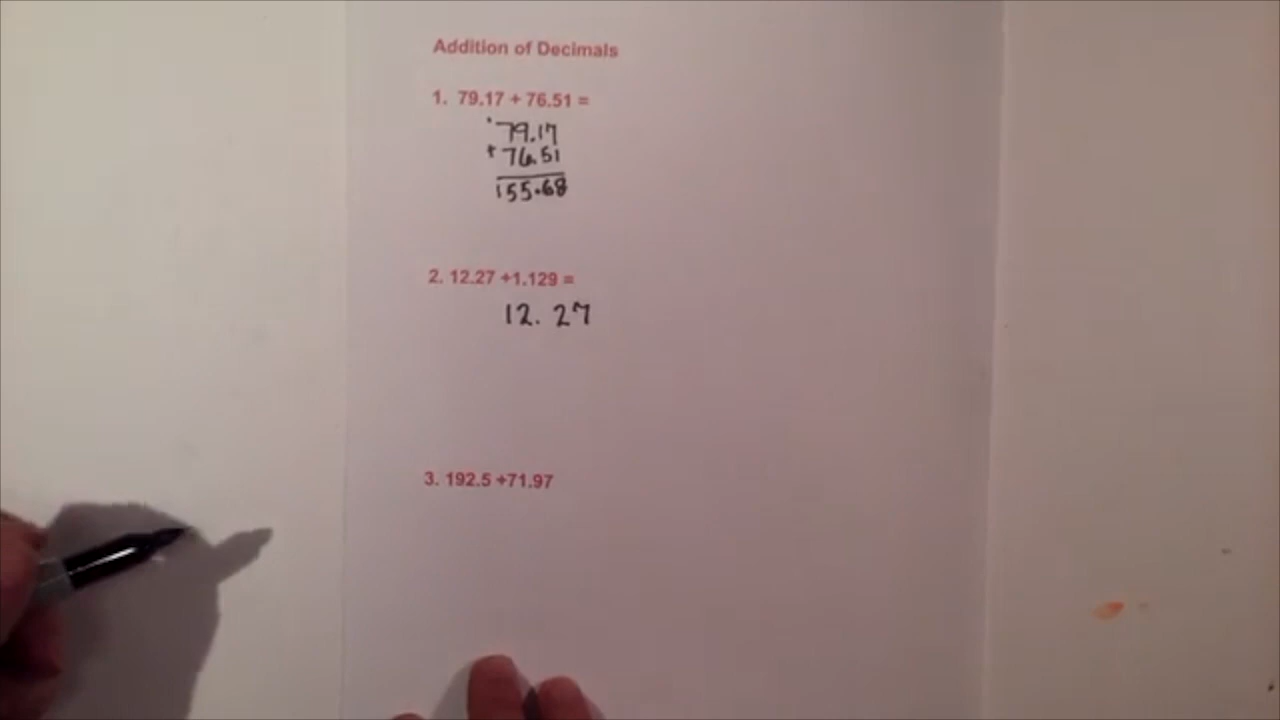 Addition of Decimals
1. 79.17 + 76.51 =
79.17
+ 76.51
155.68
2. 12.27 +1.129 =
12. 27
3. 192.5 +71.97